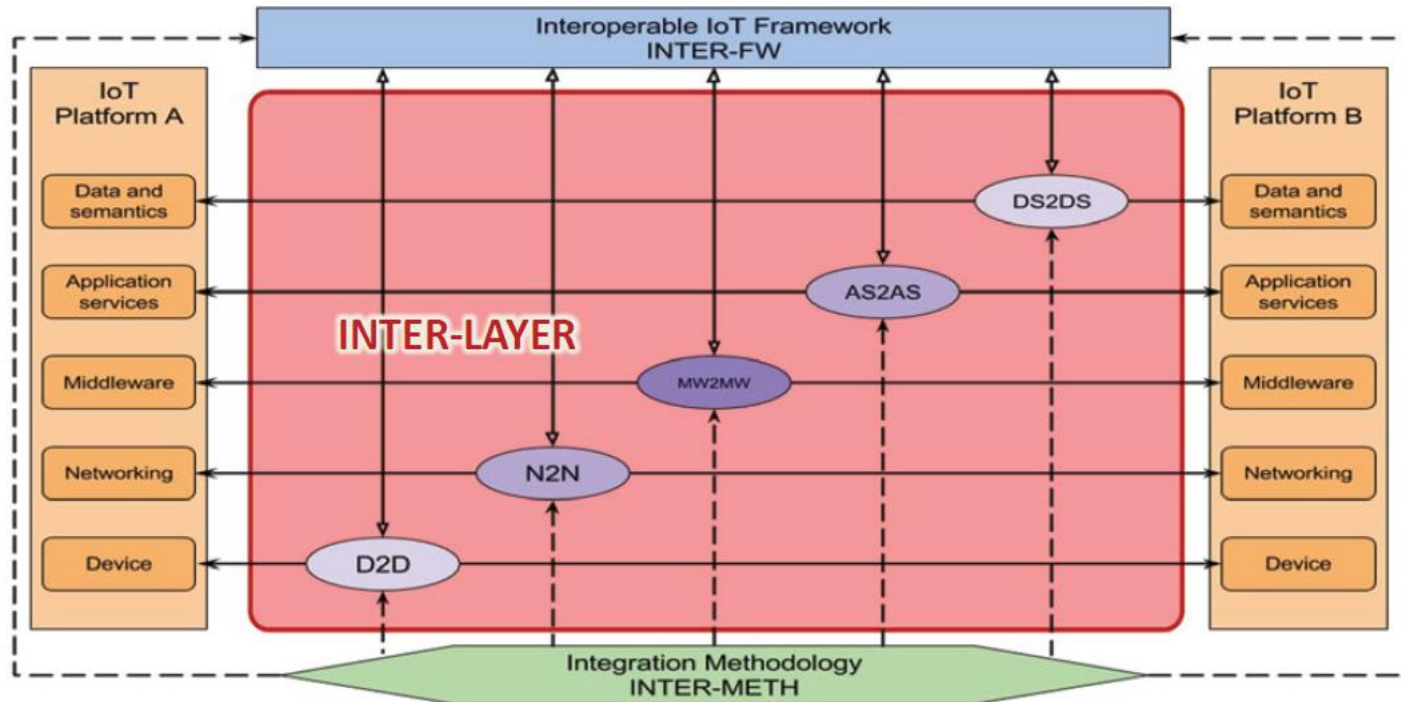 Interoperable IoT Framework
INTER-FW
IoT
Platform A
Data and
semantics
Application
services
Middleware
Networking
Device
INTER-LAYER
DS2DS
AS2AS
MW2MW
N2N
D2D
IoT
Platform B
Data and
semantics
Application
services
Middleware
Networking
Device
Integration Methodology
INTER-METH